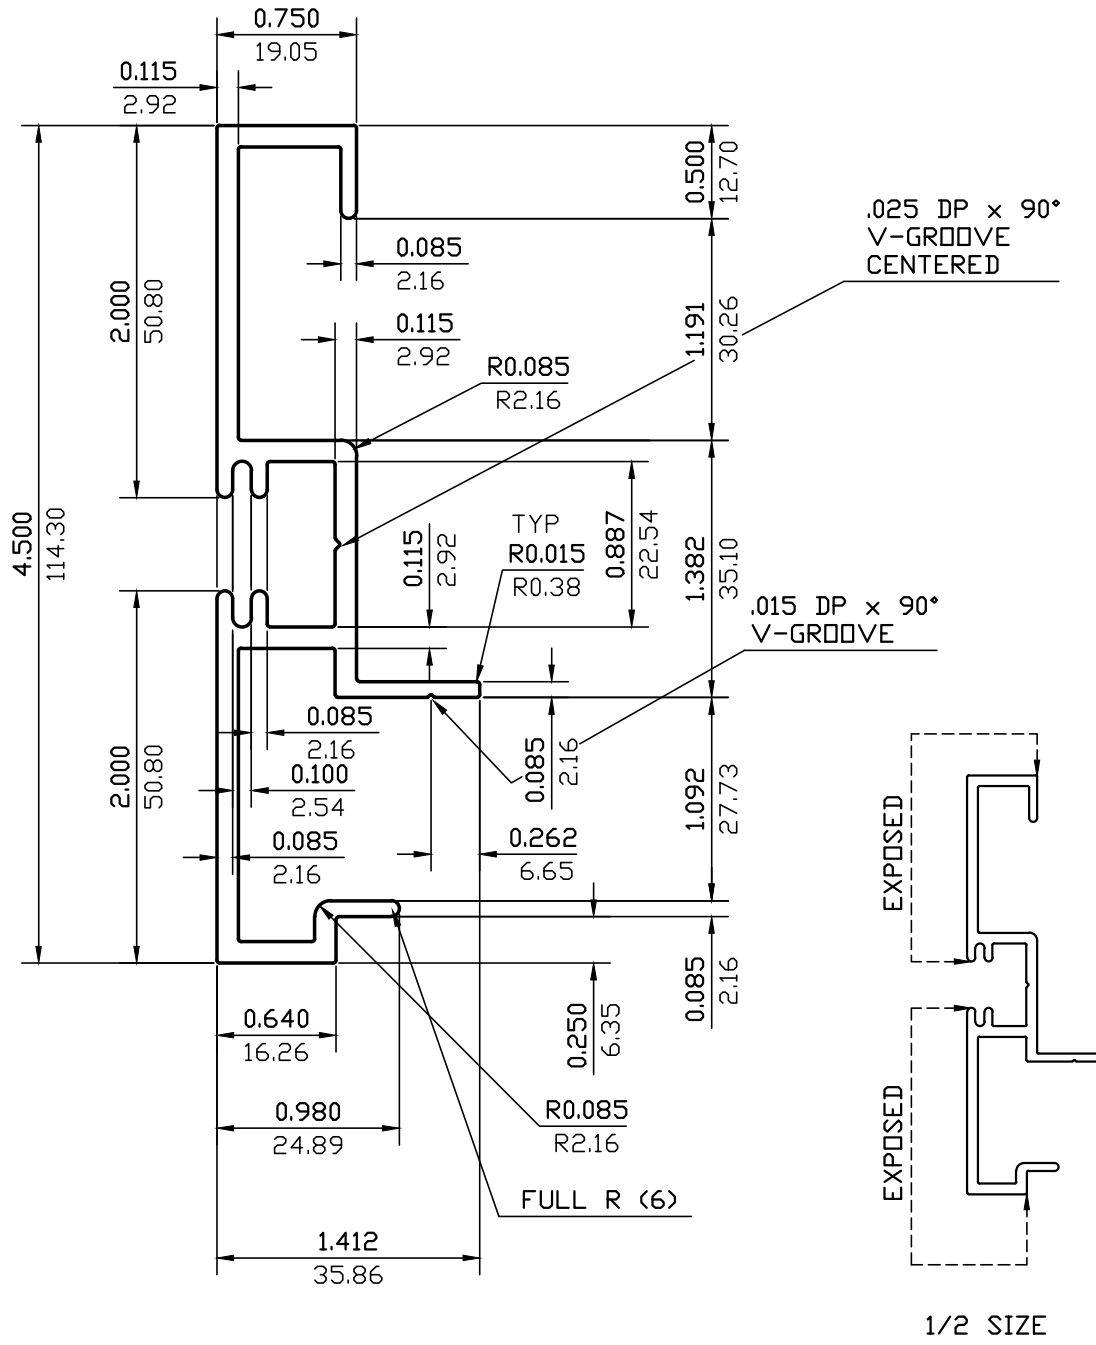 0.750
19.05
0.115
2.92
0.500
12.70
.025 DP x 90°
V-GROOVE
CENTERED
0.085
2.16
2.000
50.80
0.115
2.92
1.191
30.26
R0.085
R2.16
4.500
114.30
TYP
R0.015
R0.38
0.115
2.92
0.887
22.54
1.382
35.10
.015 DP x 90°
V-GROOVE
0.085
2.16
0.100
2.54
0.085
2.16
2.000
50.80
0.085
2.16
0.262
6.65
1.092
27.73
EXPOSED
0.640
16.26
0.250
6.35
0.085
2.16
0.980
24.89
R0.085
R2.16
EXPOSED
FULL R (6)
1.412
35.86
1/2 SIZE